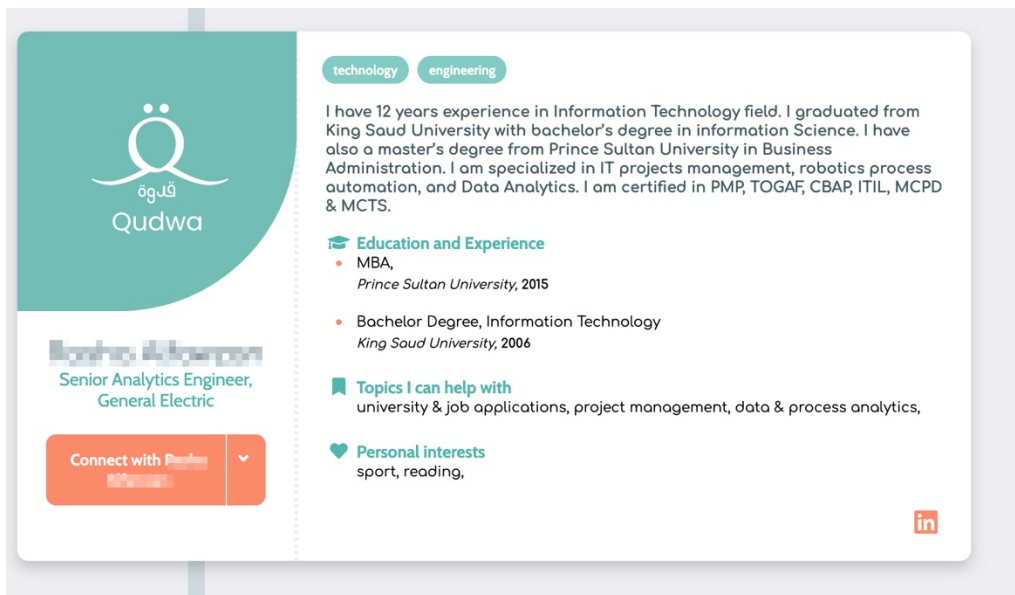 قدوة
Qudwa
Senior Analytics Engineer,
General Electric
Connect with
technology
engineering
I have 12 years experience in Information Technology field. I graduated from
King Saud University with bachelor's degree in information Science. I have
also a master's degree from Prince Sultan University in Business
Administration. I am specialized in IT projects management, robotics process
automation, and Data Analytics. I am certified in PMP, TOGAF, CBAP, ITIL, MCPD
& MCTS.
Education and Experience
MBA,
Prince Sultan University, 2015
Bachelor Degree, Information Technology
King Saud University, 2006
Topics I can help with
university & job applications, project management, data & process analytics,
Personal interests
sport, reading,
in